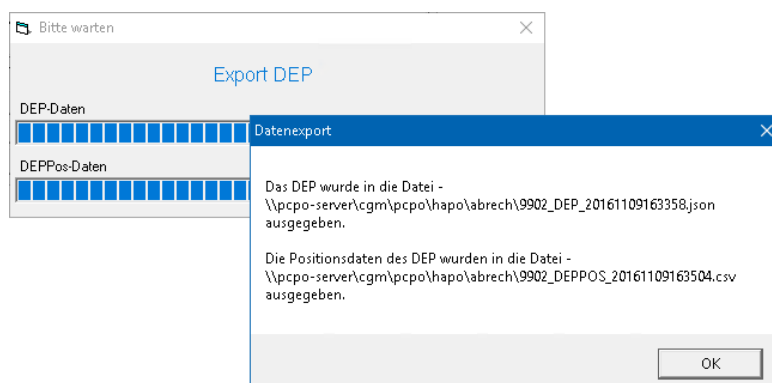 Bitte warten
Export DEP
DEP-Daten
DEPPos-Daten
Datenexport
Das DEP wurde in die Datei -
\\pcpo-server\cgm\pcpo\hapo\abrech\9902_DEP_20161109163358.json
ausgegeben.
Die Positionsdaten des DEP wurden in die Datei -
\\pcpo-server\cgm\pcpo\hapo\abrech\9902_DEPPOS_20161109163504.csv
ausgegeben.
OK